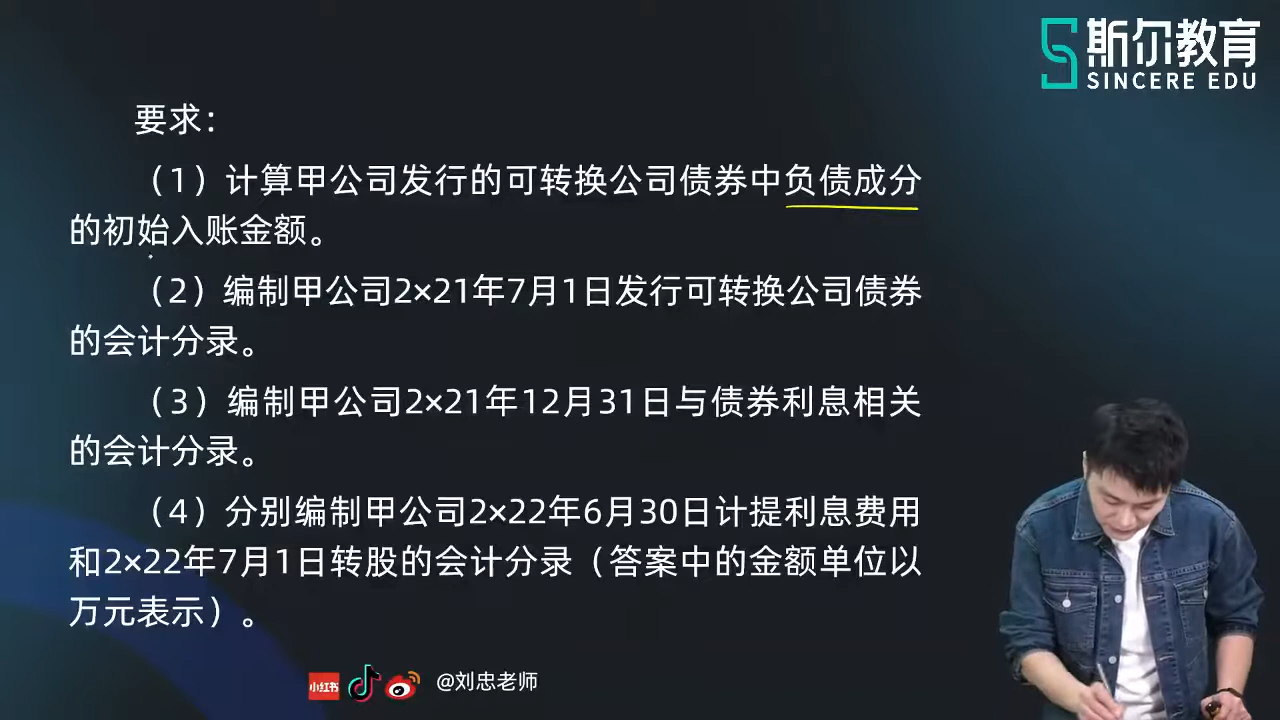 斯尔教育
SINCERE EDU
要求：
（1）计算甲公司发行的可转换公司债券中负债成分
的初始入账金额。
（2）编制甲公司2×21年7月1日发行可转换公司债券
的会计分录。
（3）编制甲公司2×21年12月31日与债券利息相关
的会计分录。
（4）分别编制甲公司2×22年6月30日计提利息费用
和2×22年7月1日转股的会计分录（答案中的金额单位以
万元表示）。
小红书 @刘忠老师